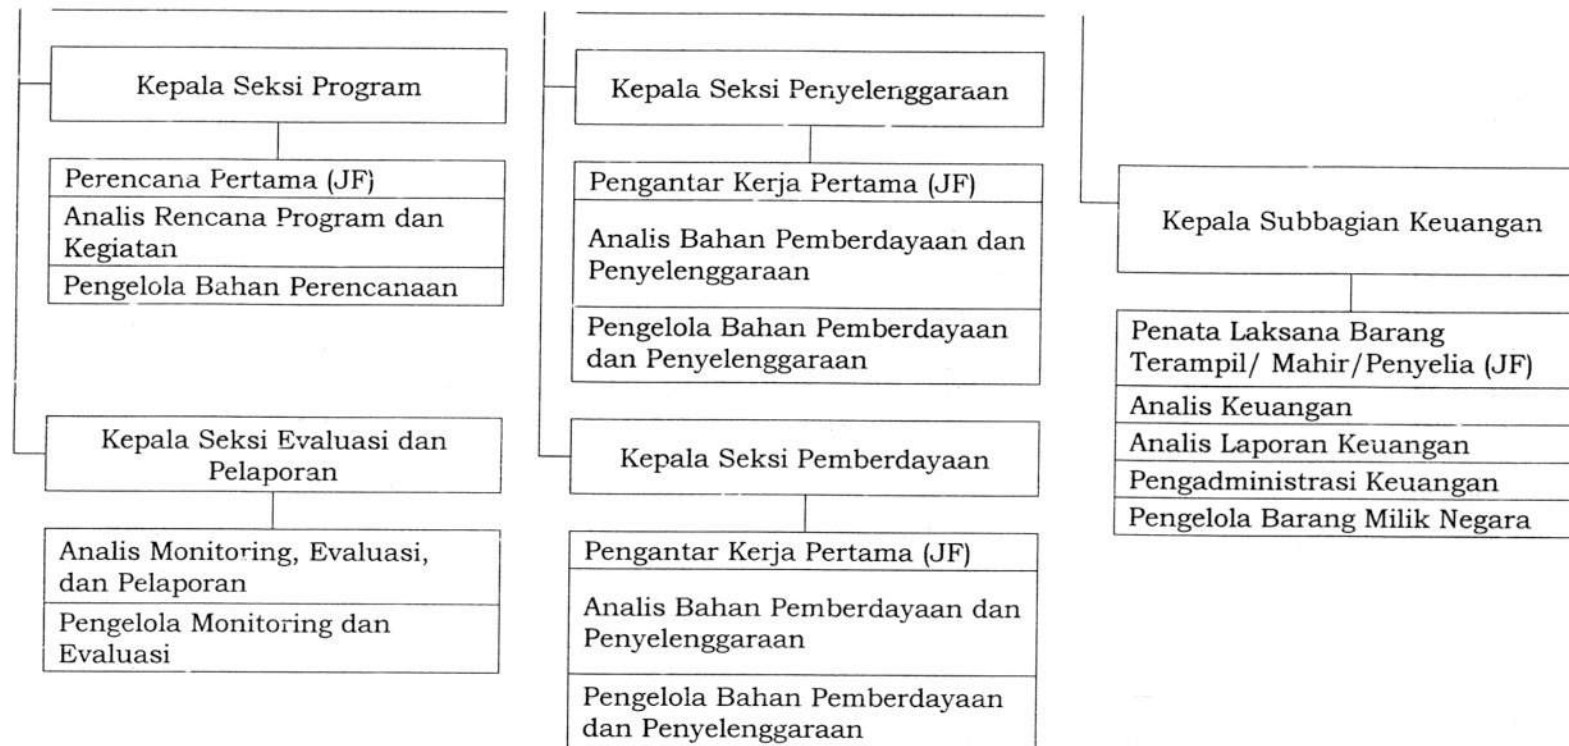 Kepala Seksi Program
Perencana Pertama (JF)
Analis Rencana Program dan
Kegiatan
Pengelola Bahan Perencanaan
Kepala Seksi Evaluasi dan
Pelaporan
Analis Monitoring, Evaluasi,
dan Pelaporan
Pengelola Monitoring dan
Evaluasi
Kepala Seksi Penyelenggaraan
Pengantar Kerja Pertama (JF)
Analis Bahan Pemberdayaan dan
Penyelenggaraan
Pengelola Bahan Pemberdayaan
dan Penyelenggaraan
Kepala Seksi Pemberdayaan
Pengantar Kerja Pertama (JF)
Analis Bahan Pemberdayaan dan
Penyelenggaraan
Pengelola Bahan Pemberdayaan
dan Penyelenggaraan
Kepala Subbagian Keuangan
Penata Laksana Barang
Terampil/ Mahir/Penyelia (JF)
Analis Keuangan
Analis Laporan Keuangan
Pengadministrasi Keuangan
Pengelola Barang Milik Negara